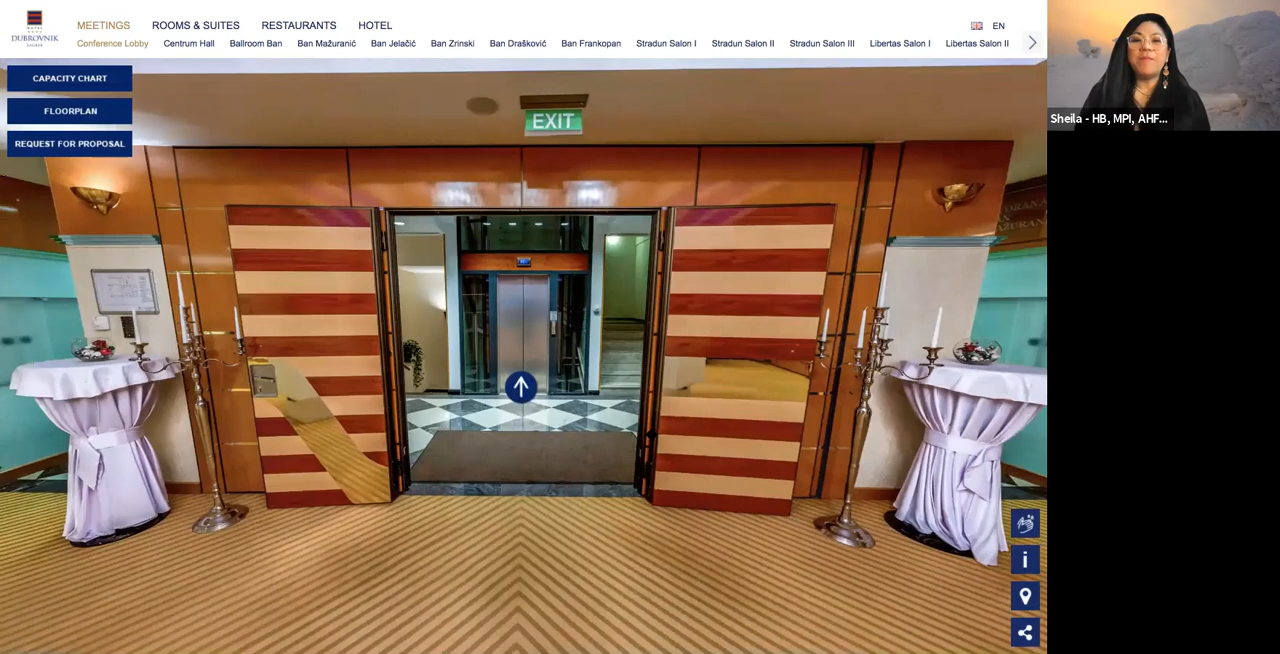 HOTEL
DUBROVNIK
ZAGREB
MEETINGS ROOMS & SUITES RESTAURANTS HOTEL EN
Conference Lobby Centrum Hall Ballroom Ban Ban Mažuranić Ban Jelačić Ban Zrinski Ban Drašković Ban Frankopan Stradun Salon I Stradun Salon II Stradun Salon III Libertas Salon I Libertas Salon II
CAPACITY CHART
FLOORPLAN
REQUEST FOR PROPOSAL
EXIT
Sheila - HB, MPI, AHF...
i